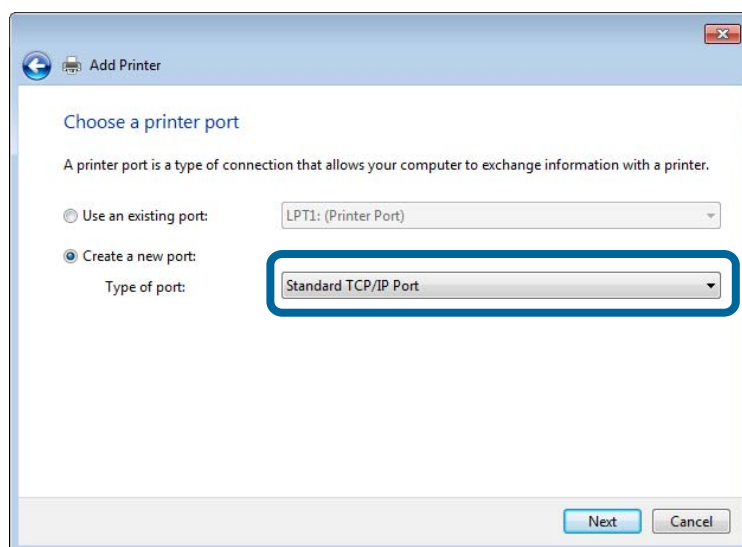 Add Printer
Choose a printer port
A printer port is a type of connection that allows your computer to exchange information with a printer.
Use an existing port: LPT1: (Printer Port)
Create a new port:
Type of port: Standard TCP/IP Port
Next Cancel